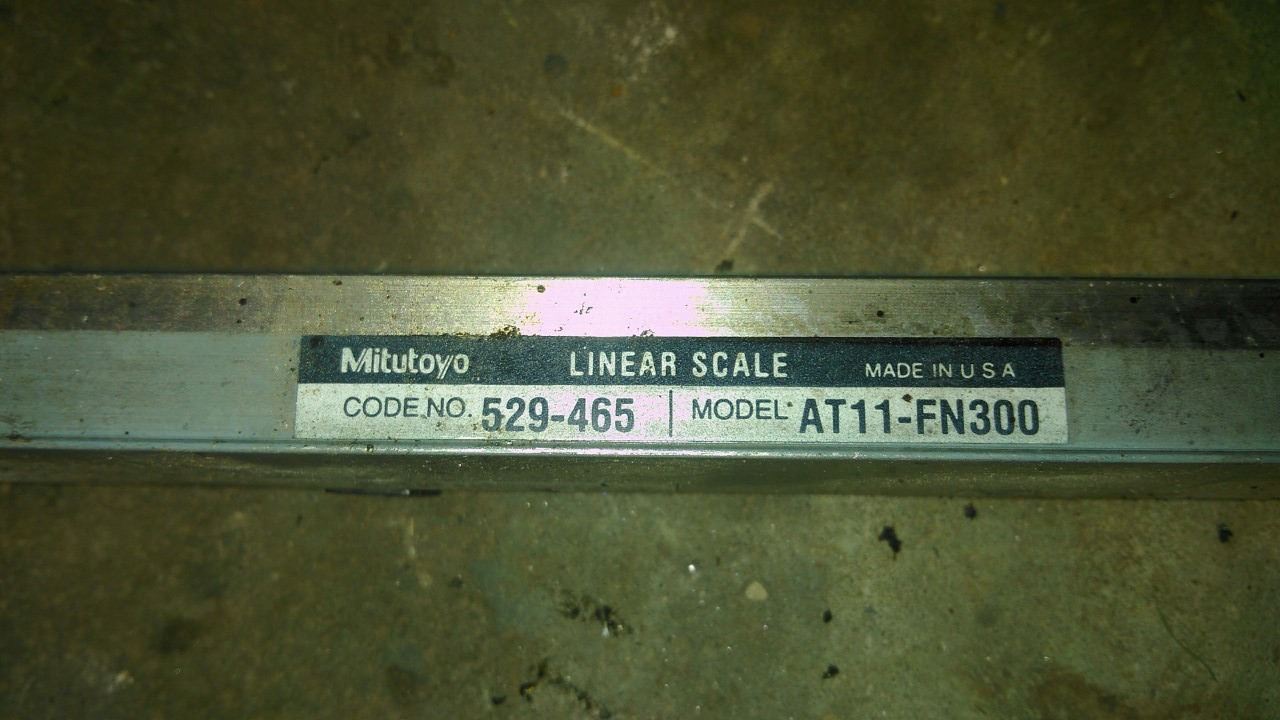 Mitutoyo LINEAR SCALE MADE IN U S A
CODE NO. 529-465 MODEL AT11-FN300